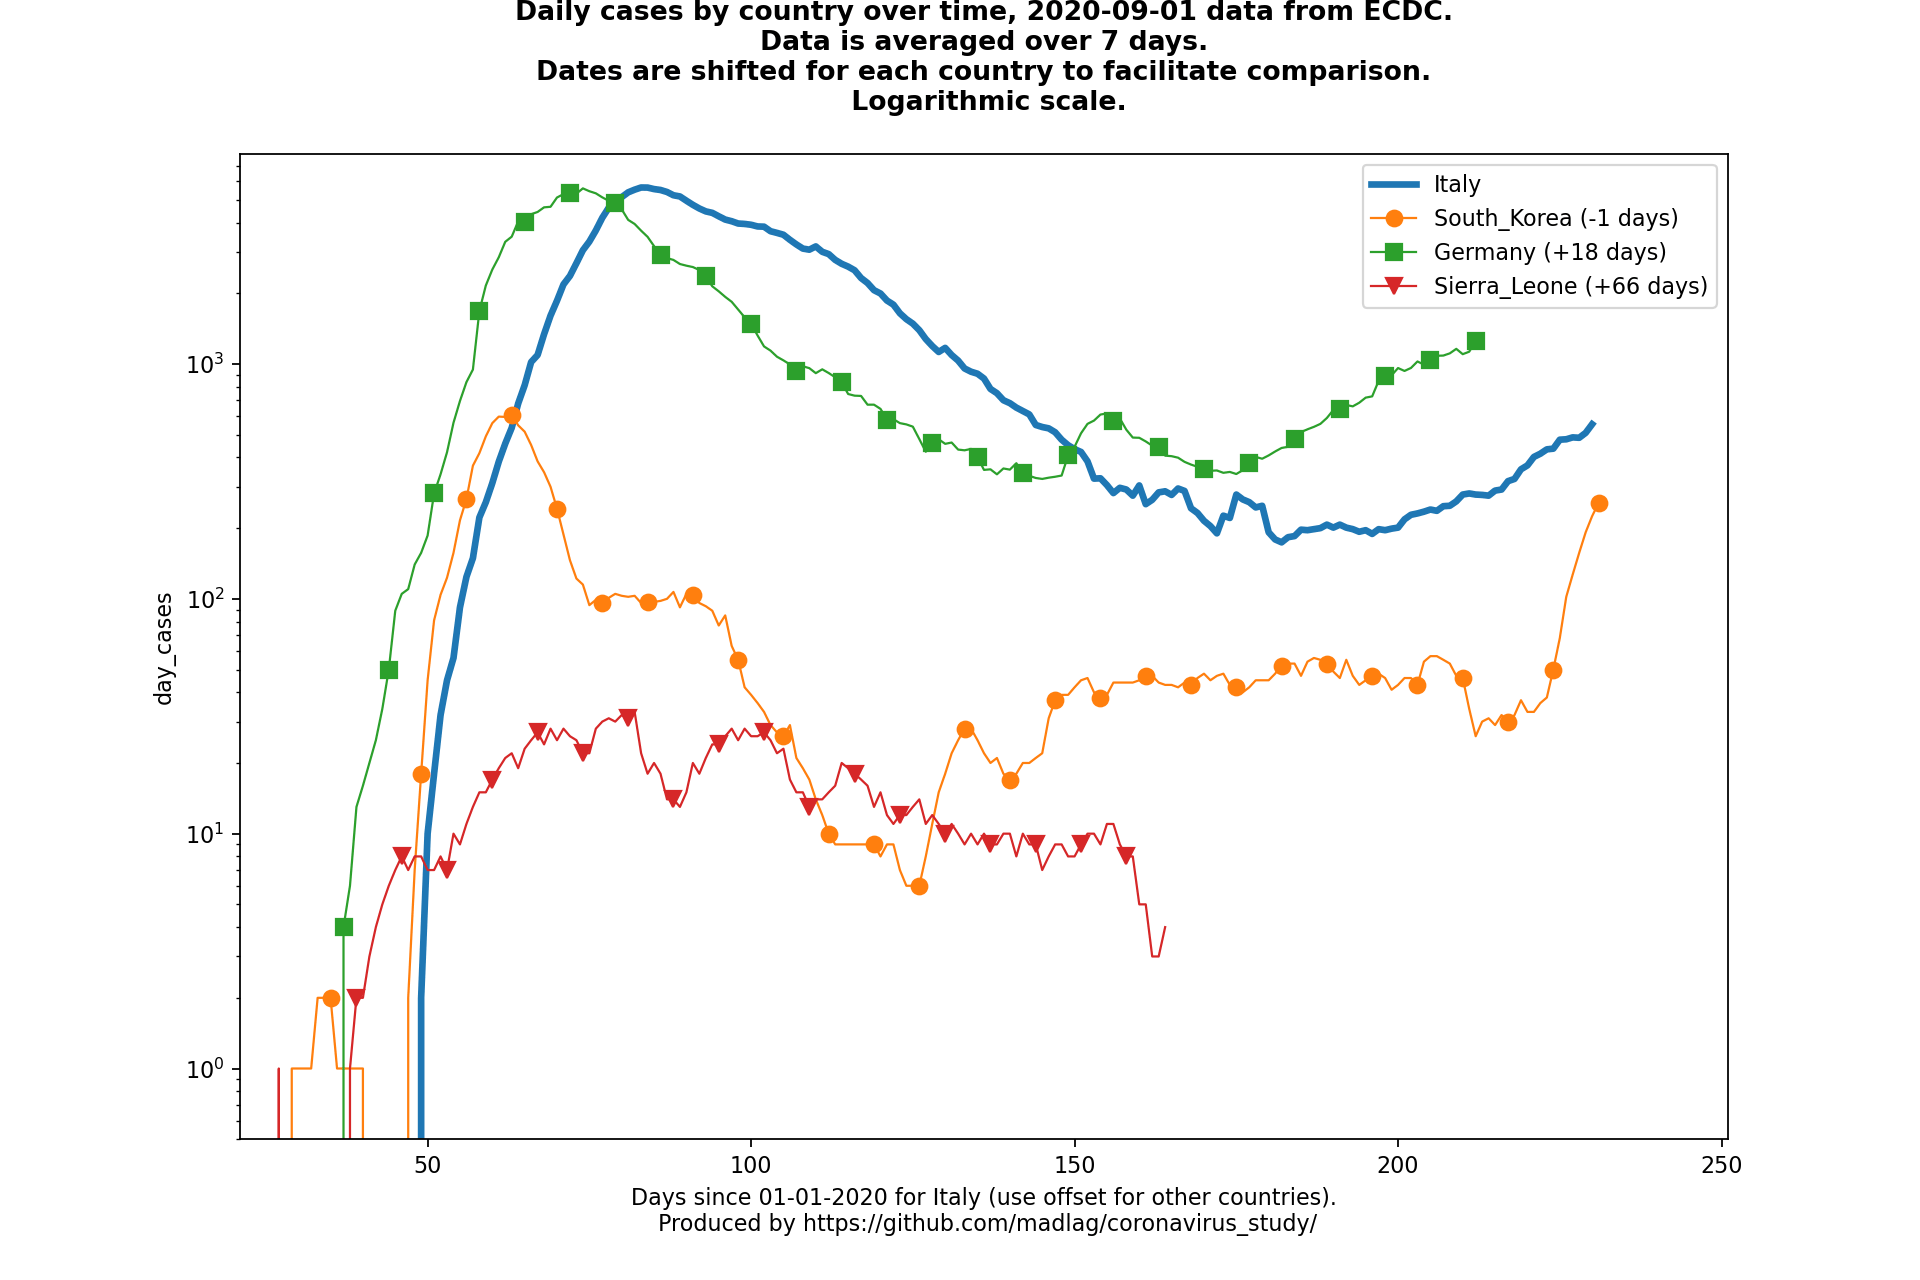 Daily cases by country over time, 2020-09-01 data from ECDC.
Data is averaged over 7 days.
Dates are shifted for each country to facilitate comparison.
Logarithmic scale.
Italy
South_Korea (-1 days)
Germany (+18 days)
Sierra_Leone (+66 days)
10³
10²
10¹
10⁰
day_cases
50 100 150 200 250
Days since 01-01-2020 for Italy (use offset for other countries).
Produced by https://github.com/madlag/coronavirus_study/